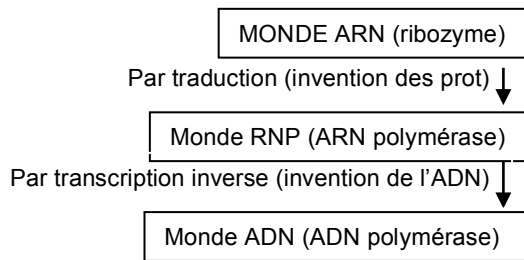 MONDE ARN (ribozyme)
Par traduction (invention des prot)
Monde RNP (ARN polymérase)
Par transcription inverse (invention de l'ADN)
Monde ADN (ADN polymérase)